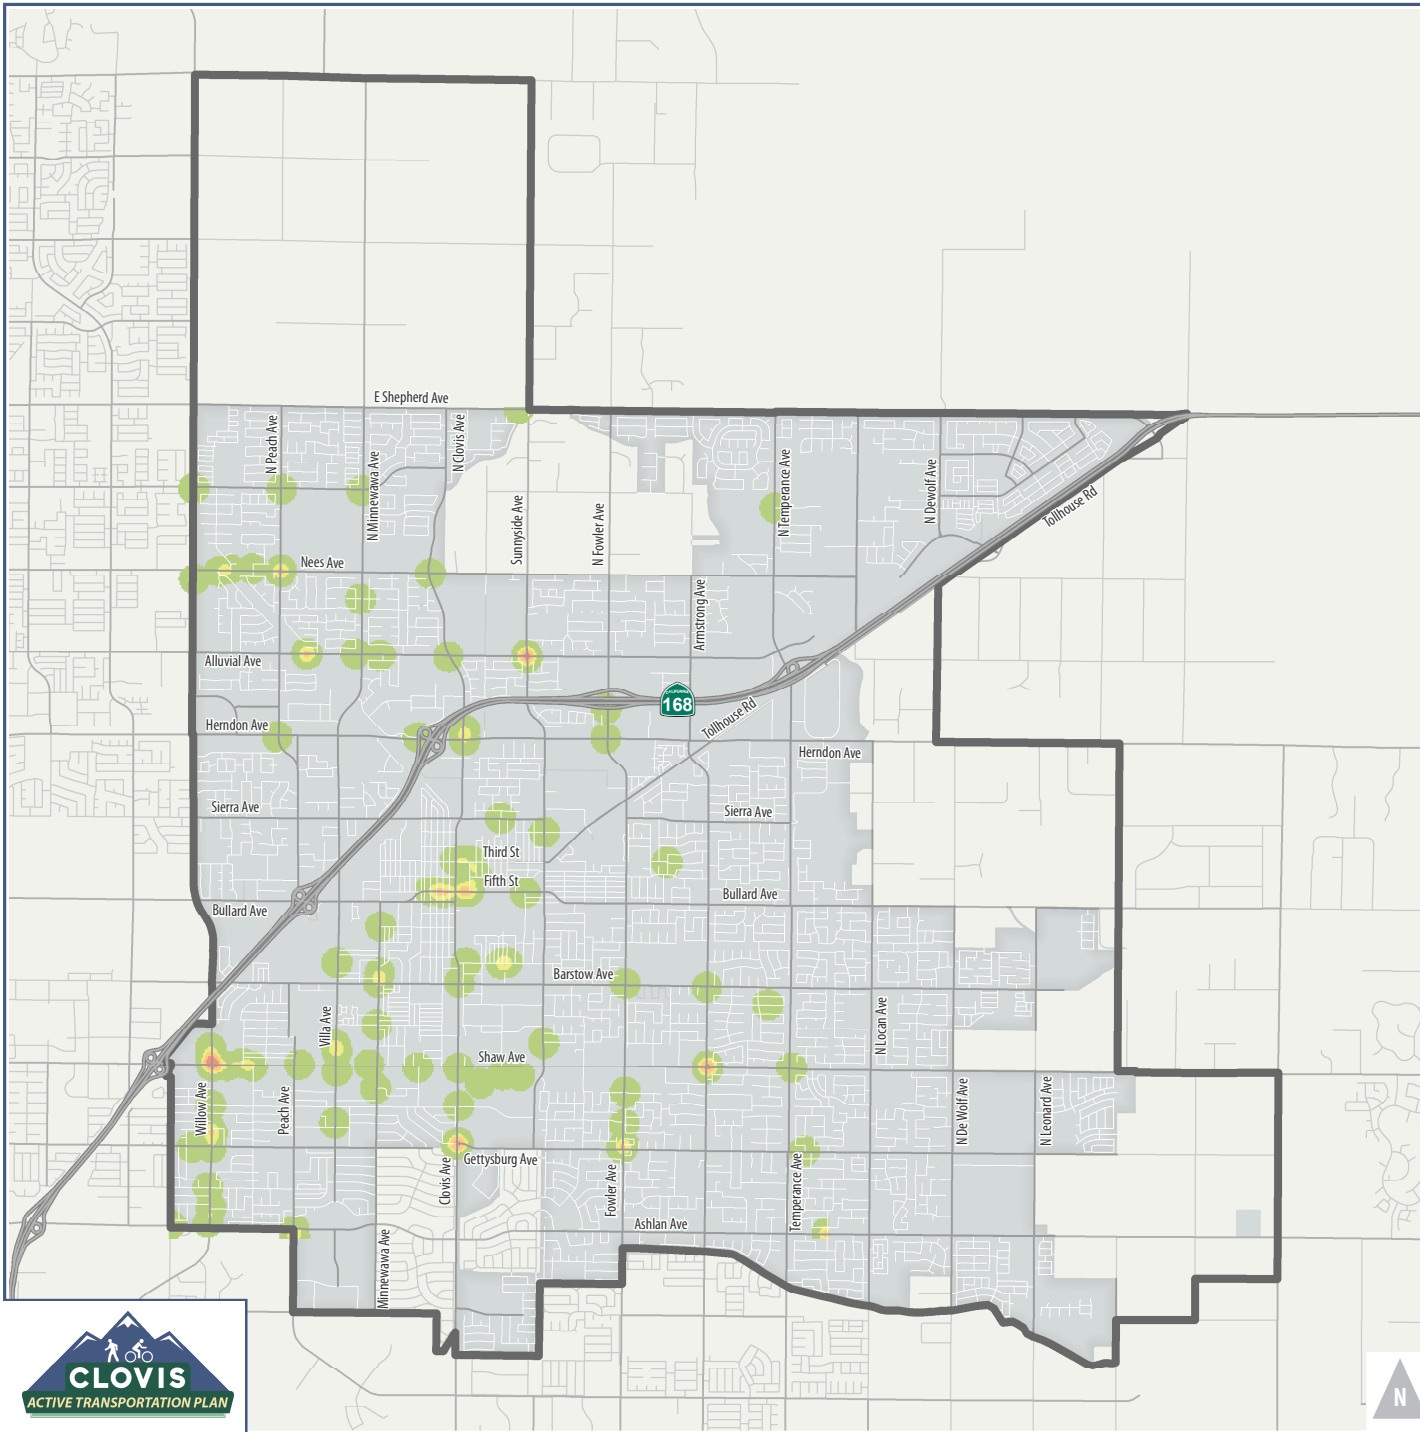 E Shepherd Ave
N Peach Ave
N Minnewawa Ave
N Clovis Ave
Sunnyside Ave
N Fowler Ave
N Temperance Ave
N Dewolf Ave
Tollhouse Rd
Nees Ave
Armstrong Ave
Alluvial Ave
CALIFORNIA
168
Tollhouse Rd
Herndon Ave
Herndon Ave
Sierra Ave
Sierra Ave
Third St
Fifth St
Bullard Ave
Bullard Ave
Barstow Ave
N Locan Ave
Villa Ave
Shaw Ave
Willow Ave
Peach Ave
N De Wolf Ave
N Leonard Ave
Gettysburg Ave
Clovis Ave
Fowler Ave
Temperance Ave
Ashlan Ave
Minnewawa Ave
CLOVIS
ACTIVE TRANSPORTATION PLAN
N